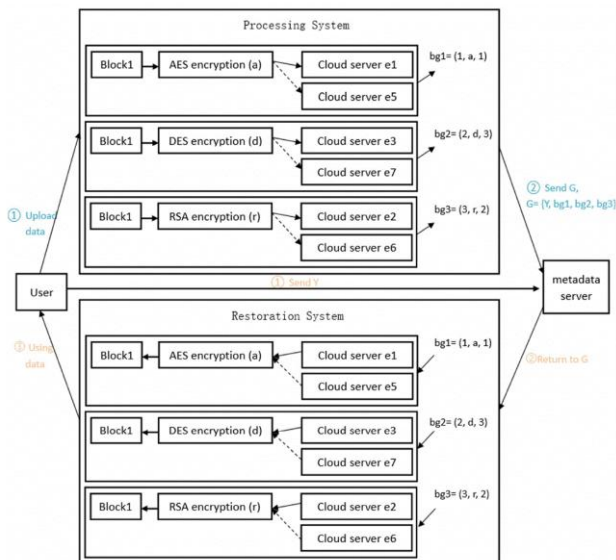 Processing System
Block1
AES encryption (a)
Cloud server e1
Cloud server e5
bg1= (1, a, 1)
Block1
DES encryption (d)
Cloud server e3
Cloud server e7
bg2= (2, d, 3)
Block1
RSA encryption (r)
Cloud server e2
Cloud server e6
bg3= (3, r, 2)
① Upload
data
② Send G,
G= {Y, bg1, bg2, bg3}
User
① Send Y
metadata
server
Restoration System
Block1
AES encryption (a)
Cloud server e1
Cloud server e5
bg1= (1, a, 1)
③ Using
data
②Return to G
Block1
DES encryption (d)
Cloud server e3
Cloud server e7
bg2= (2, d, 3)
Block1
RSA encryption (r)
Cloud server e2
Cloud server e6
bg3= (3, r, 2)